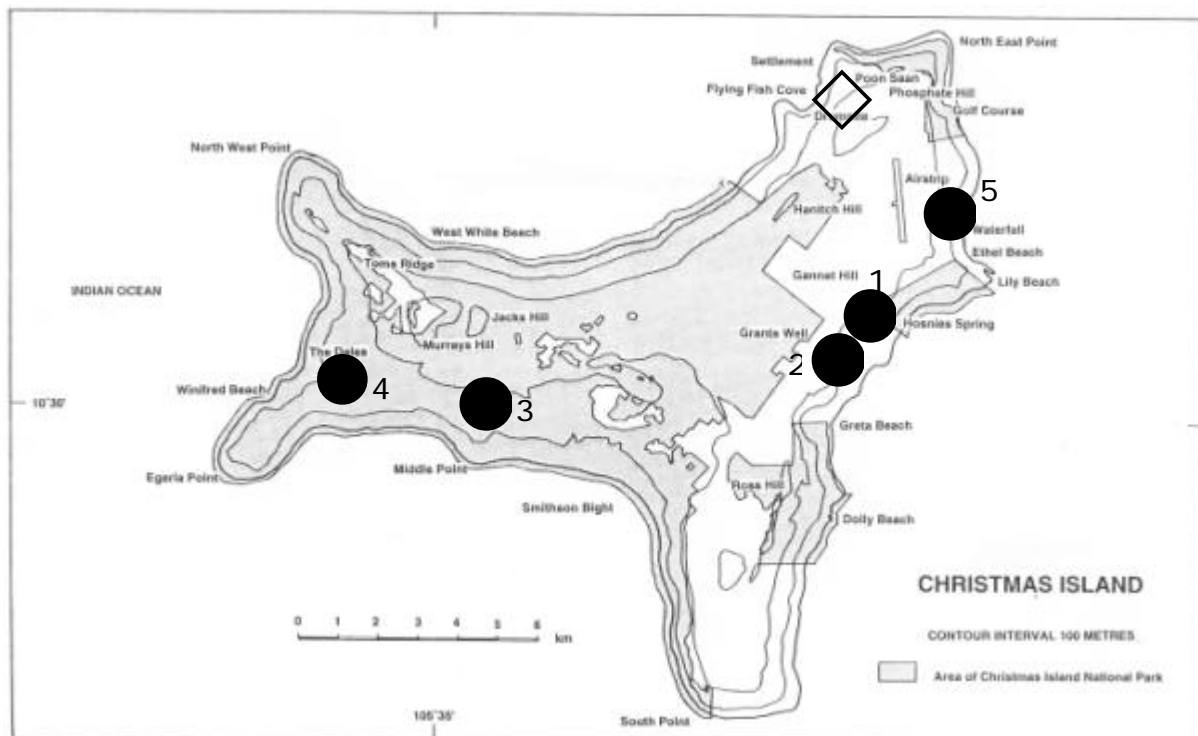 North East Point
Settlement
Poon Saan
Flying Fish Cove
Phosphate Hill
Golf Course
Drumsite
North West Point
Airstrip
5
Hanitch Hill
Waterfall
West White Beach
Ethel Beach
Toms Ridge
Gannet Hill
Lily Beach
INDIAN OCEAN
1
Jacks Hill
Hosnies Spring
Grants Well
Murrays Hill
The Dales
2
Winifred Beach
4
3
10°30'
Greta Beach
Middle Point
Egeria Point
Ross Hill
Smithson Bight
Dolly Beach
CHRISTMAS ISLAND
0 1 2 3 4 5 6
km
CONTOUR INTERVAL 100 METRES
Area of Christmas Island National Park
105°35'
South Point